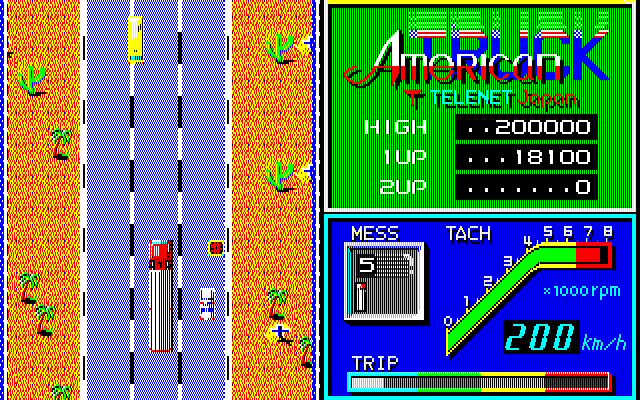 TRUCK
American
TELENET Japan
HIGH ..200000
1UP ...18100
2UP .......0
MESS
5
TACH
0 1 2 3 4 5 6 7 8
×1000rpm
200 km/h
TRIP